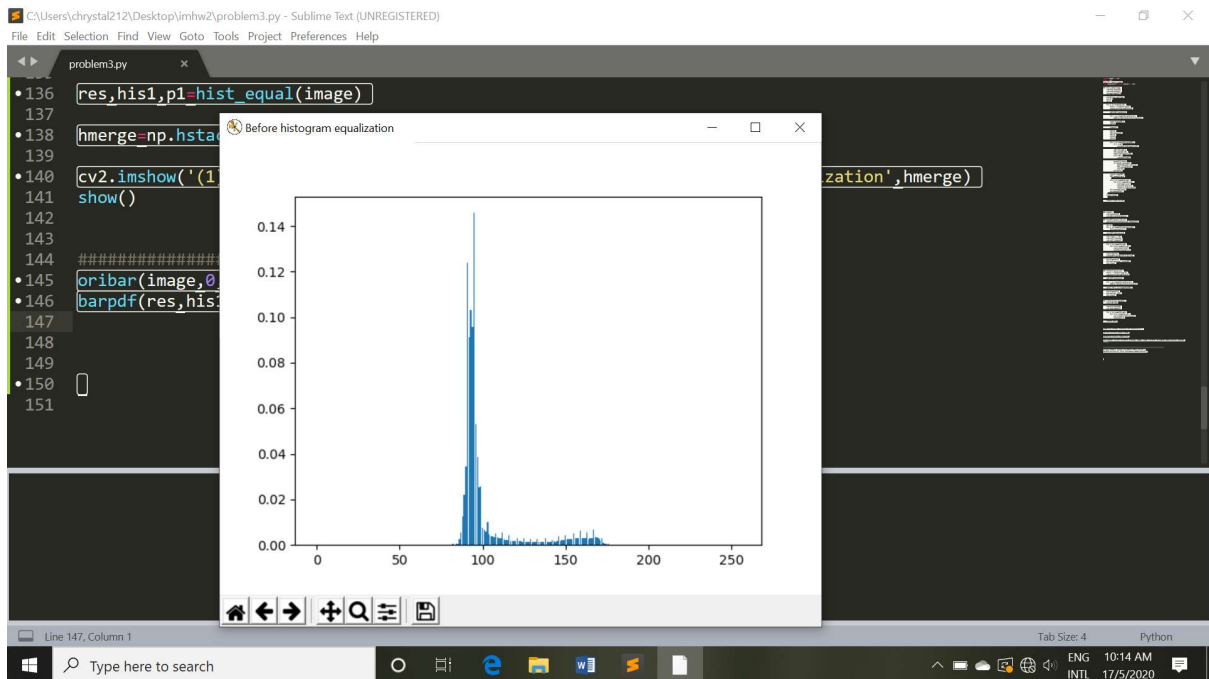 C:\Users\chrystal212\Desktop\imhw2\problem3.py - Sublime Text (UNREGISTERED)
File Edit Selection Find View Goto Tools Project Preferences Help
problem3.py ×
136 res,his1,p1=hist_equal(image)
137
138 hmerge=np.hsta
139
140 cv2.imshow('(1 zation',hmerge)
141 show()
142
143
144 ##############
145 oribar(image,0
146 barpdf(res,his1
147
148
149
150
151
Before histogram equalization
0.14
0.12
0.10
0.08
0.06
0.04
0.02
0.00
0 50 100 150 200 250
Line 147, Column 1 Tab Size: 4 Python
Type here to search
ENG 10:14 AM
INTL 17/5/2020